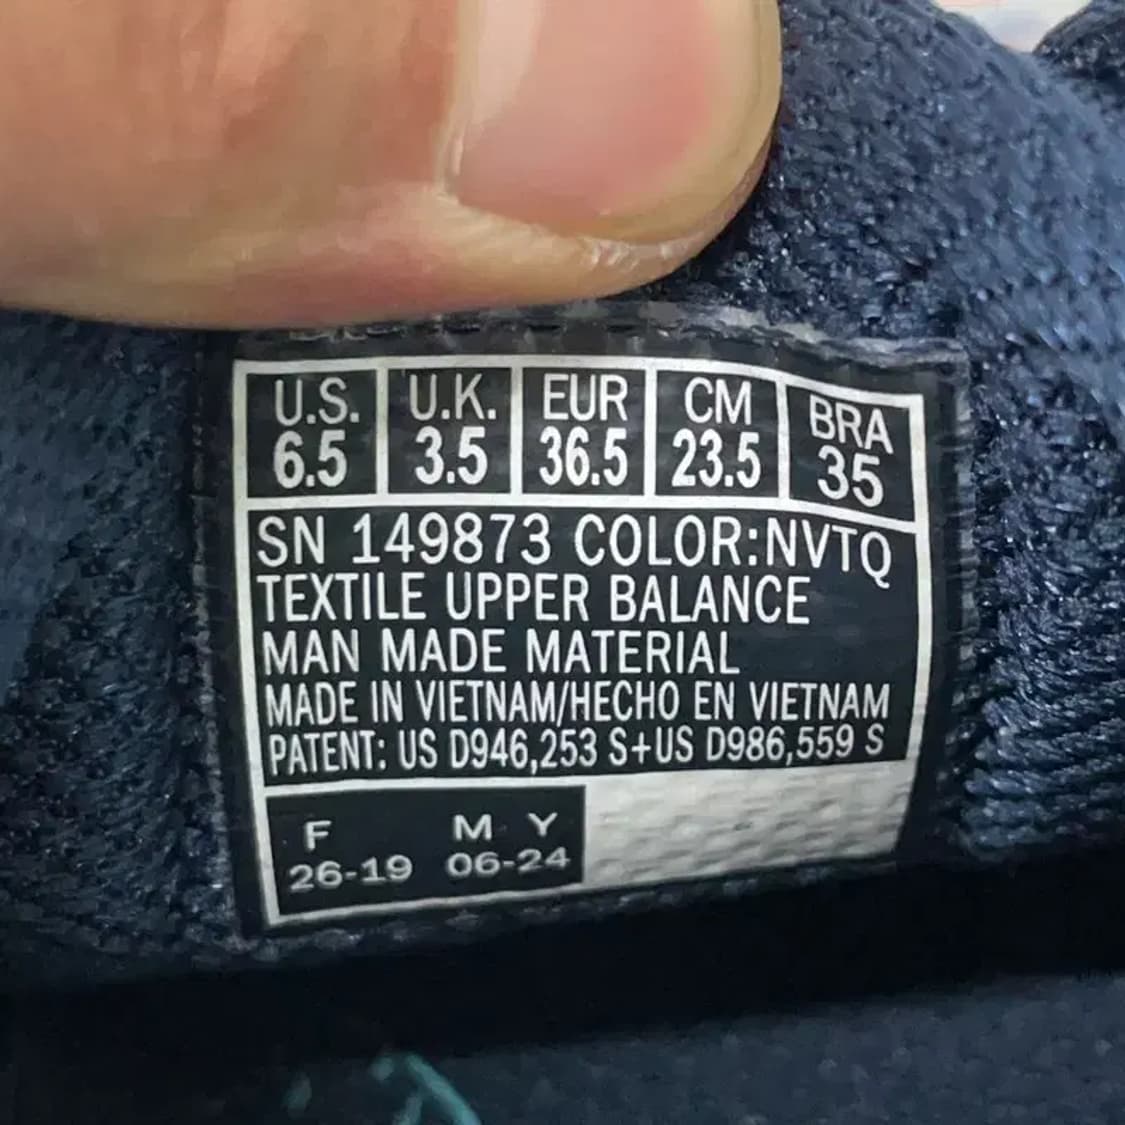 U.S. U.K. EUR CM BRA
6.5 3.5 36.5 23.5 35
SN 149873 COLOR:NVTQ
TEXTILE UPPER BALANCE
MAN MADE MATERIAL
MADE IN VIETNAM/HECHO EN VIETNAM
PATENT: US D946,253 S+US D986,559 S
F M Y
26-19 06-24